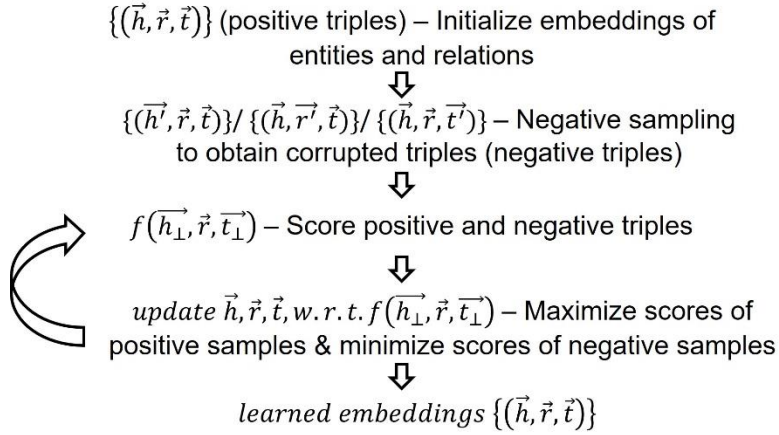 {(h⃗, r⃗, t⃗)} (positive triples) – Initialize embeddings of
entities and relations
{(h′⃗, r⃗, t⃗)}/ {(h⃗, r′⃗, t⃗)}/ {(h⃗, r⃗, t′⃗)} – Negative sampling
to obtain corrupted triples (negative triples)
f(h⊥⃗, r⃗, t⊥⃗) – Score positive and negative triples
update h⃗, r⃗, t⃗, w.r.t. f(h⊥⃗, r⃗, t⊥⃗) – Maximize scores of
positive samples & minimize scores of negative samples
learned embeddings {(h⃗, r⃗, t⃗)}